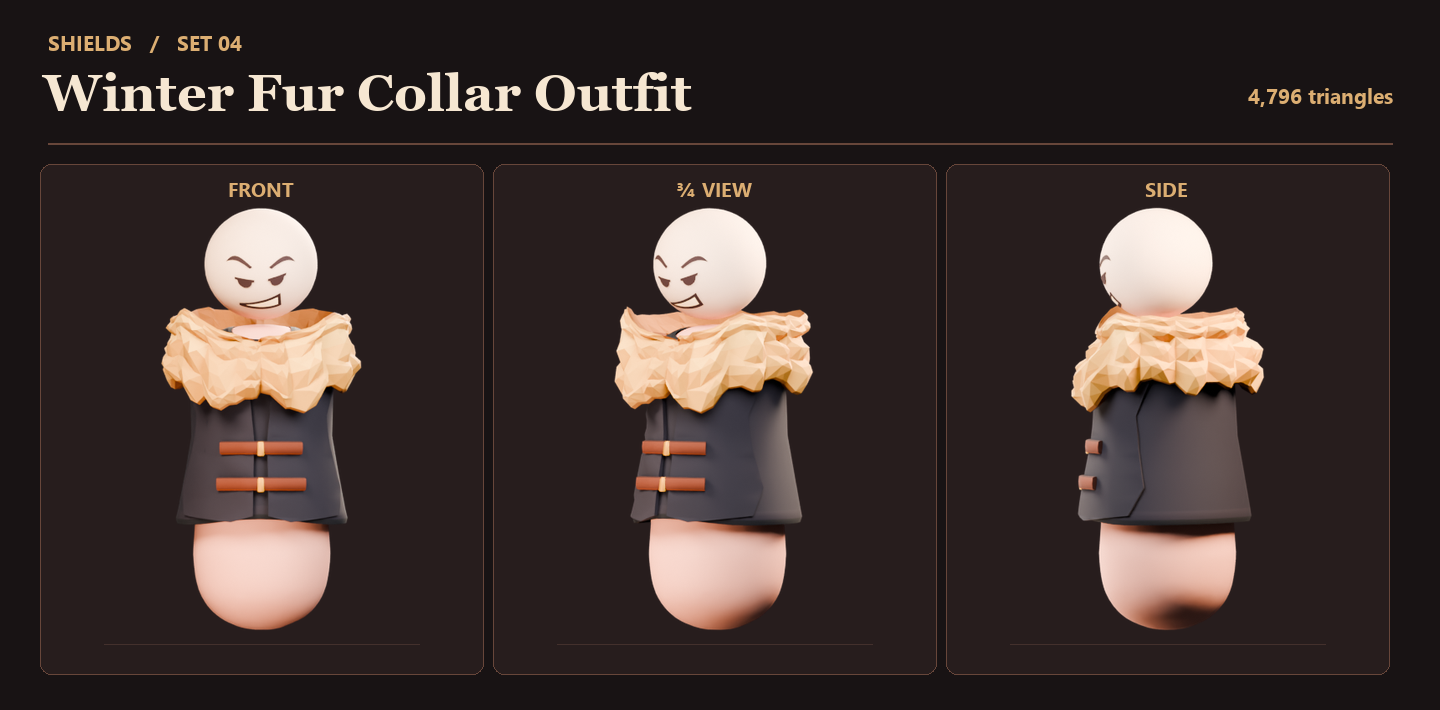 SHIELDS / SET 04
Winter Fur Collar Outfit
4,796 triangles
FRONT
¾ VIEW
SIDE